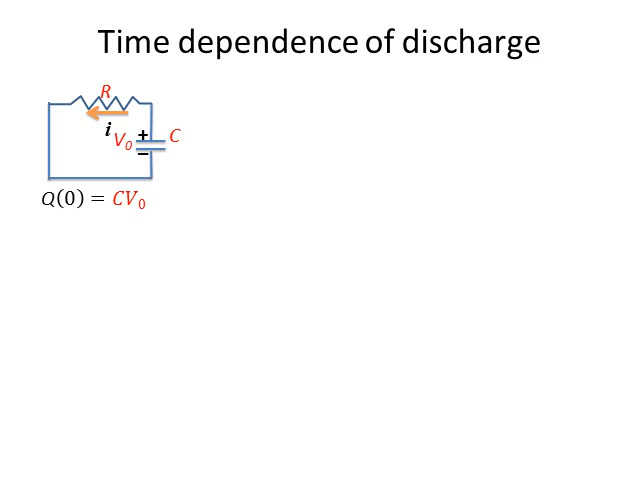 Time dependence of discharge
R
i
V₀
+
−
C
Q(0) = CV₀